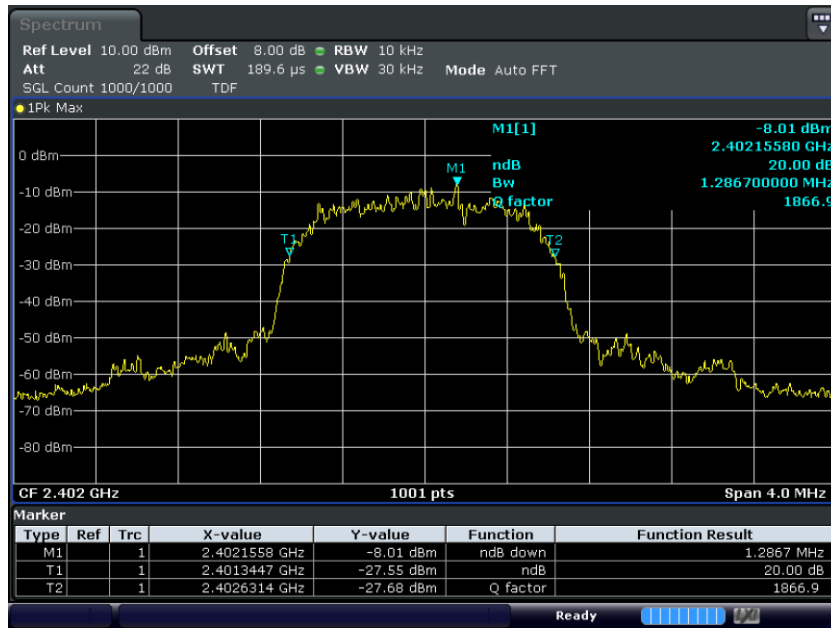 Spectrum
Ref Level 10.00 dBm Offset 8.00 dB RBW 10 kHz
Att 22 dB SWT 189.6 µs VBW 30 kHz Mode Auto FFT
SGL Count 1000/1000 TDF
1Pk Max
M1[1] -8.01 dBm
2.40215580 GHz
0 dBm
M1 ndB 20.00 dB
Bw 1.286700000 MHz
-10 dBm
Q factor 1866.9
-20 dBm
T1 T2
-30 dBm
-40 dBm
-50 dBm
-60 dBm
-70 dBm
-80 dBm
CF 2.402 GHz 1001 pts Span 4.0 MHz
Marker
Type Ref Trc X-value Y-value Function Function Result
M1 1 2.4021558 GHz -8.01 dBm ndB down 1.2867 MHz
T1 1 2.4013447 GHz -27.55 dBm ndB 20.00 dB
T2 1 2.4026314 GHz -27.68 dBm Q factor 1866.9
Ready